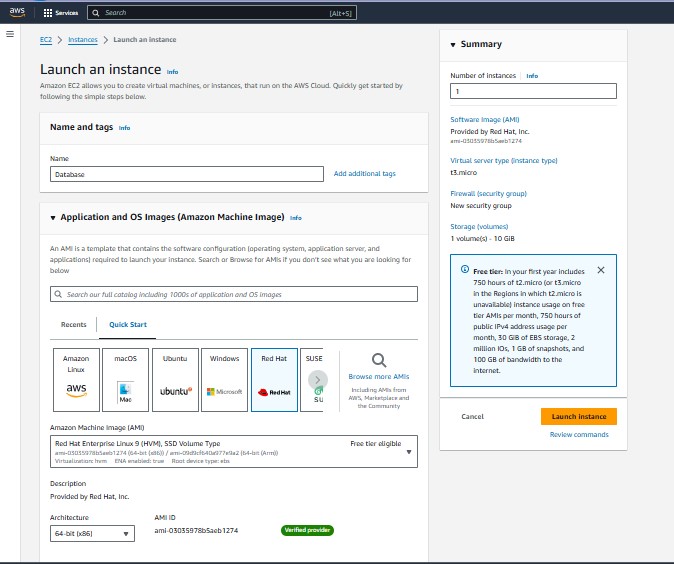 aws
Services
Search
[Alt+S]
EC2 > Instances > Launch an instance
Launch an instance Info
Amazon EC2 allows you to create virtual machines, or instances, that run on the AWS Cloud. Quickly get started by
following the simple steps below.
Name and tags Info
Name
Database
Add additional tags
Application and OS Images (Amazon Machine Image) Info
An AMI is a template that contains the software configuration (operating system, application server, and
applications) required to launch your instance. Search or Browse for AMIs if you don't see what you are looking for
below
Search our full catalog including 1000s of application and OS images
Recents
Quick Start
Amazon
Linux
aws
macOS
Mac
Ubuntu
ubuntu
Windows
Microsoft
Red Hat
Red Hat
SUSE
SU
Browse more AMIs
Including AMIs from
AWS, Marketplace and
the Community
Amazon Machine Image (AMI)
Red Hat Enterprise Linux 9 (HVM), SSD Volume Type
Free tier eligible
ami-03035978b5aeb1274 (64-bit (x86)) / ami-09d9cf640a977e9a2 (64-bit (Arm))
Virtualization: hvm ENA enabled: true Root device type: ebs
Description
Provided by Red Hat, Inc.
Architecture
64-bit (x86)
AMI ID
ami-03035978b5aeb1274
Verified provider
Summary
Number of instances Info
1
Software Image (AMI)
Provided by Red Hat, Inc.
ami-03035978b5aeb1274
Virtual server type (instance type)
t3.micro
Firewall (security group)
New security group
Storage (volumes)
1 volume(s) - 10 GiB
Free tier: In your first year includes
750 hours of t2.micro (or t3.micro
in the Regions in which t2.micro is
unavailable) instance usage on free
tier AMIs per month, 750 hours of
public IPv4 address usage per
month, 30 GiB of EBS storage, 2
million IOs, 1 GB of snapshots, and
100 GB of bandwidth to the
internet.
Cancel
Launch instance
Review commands